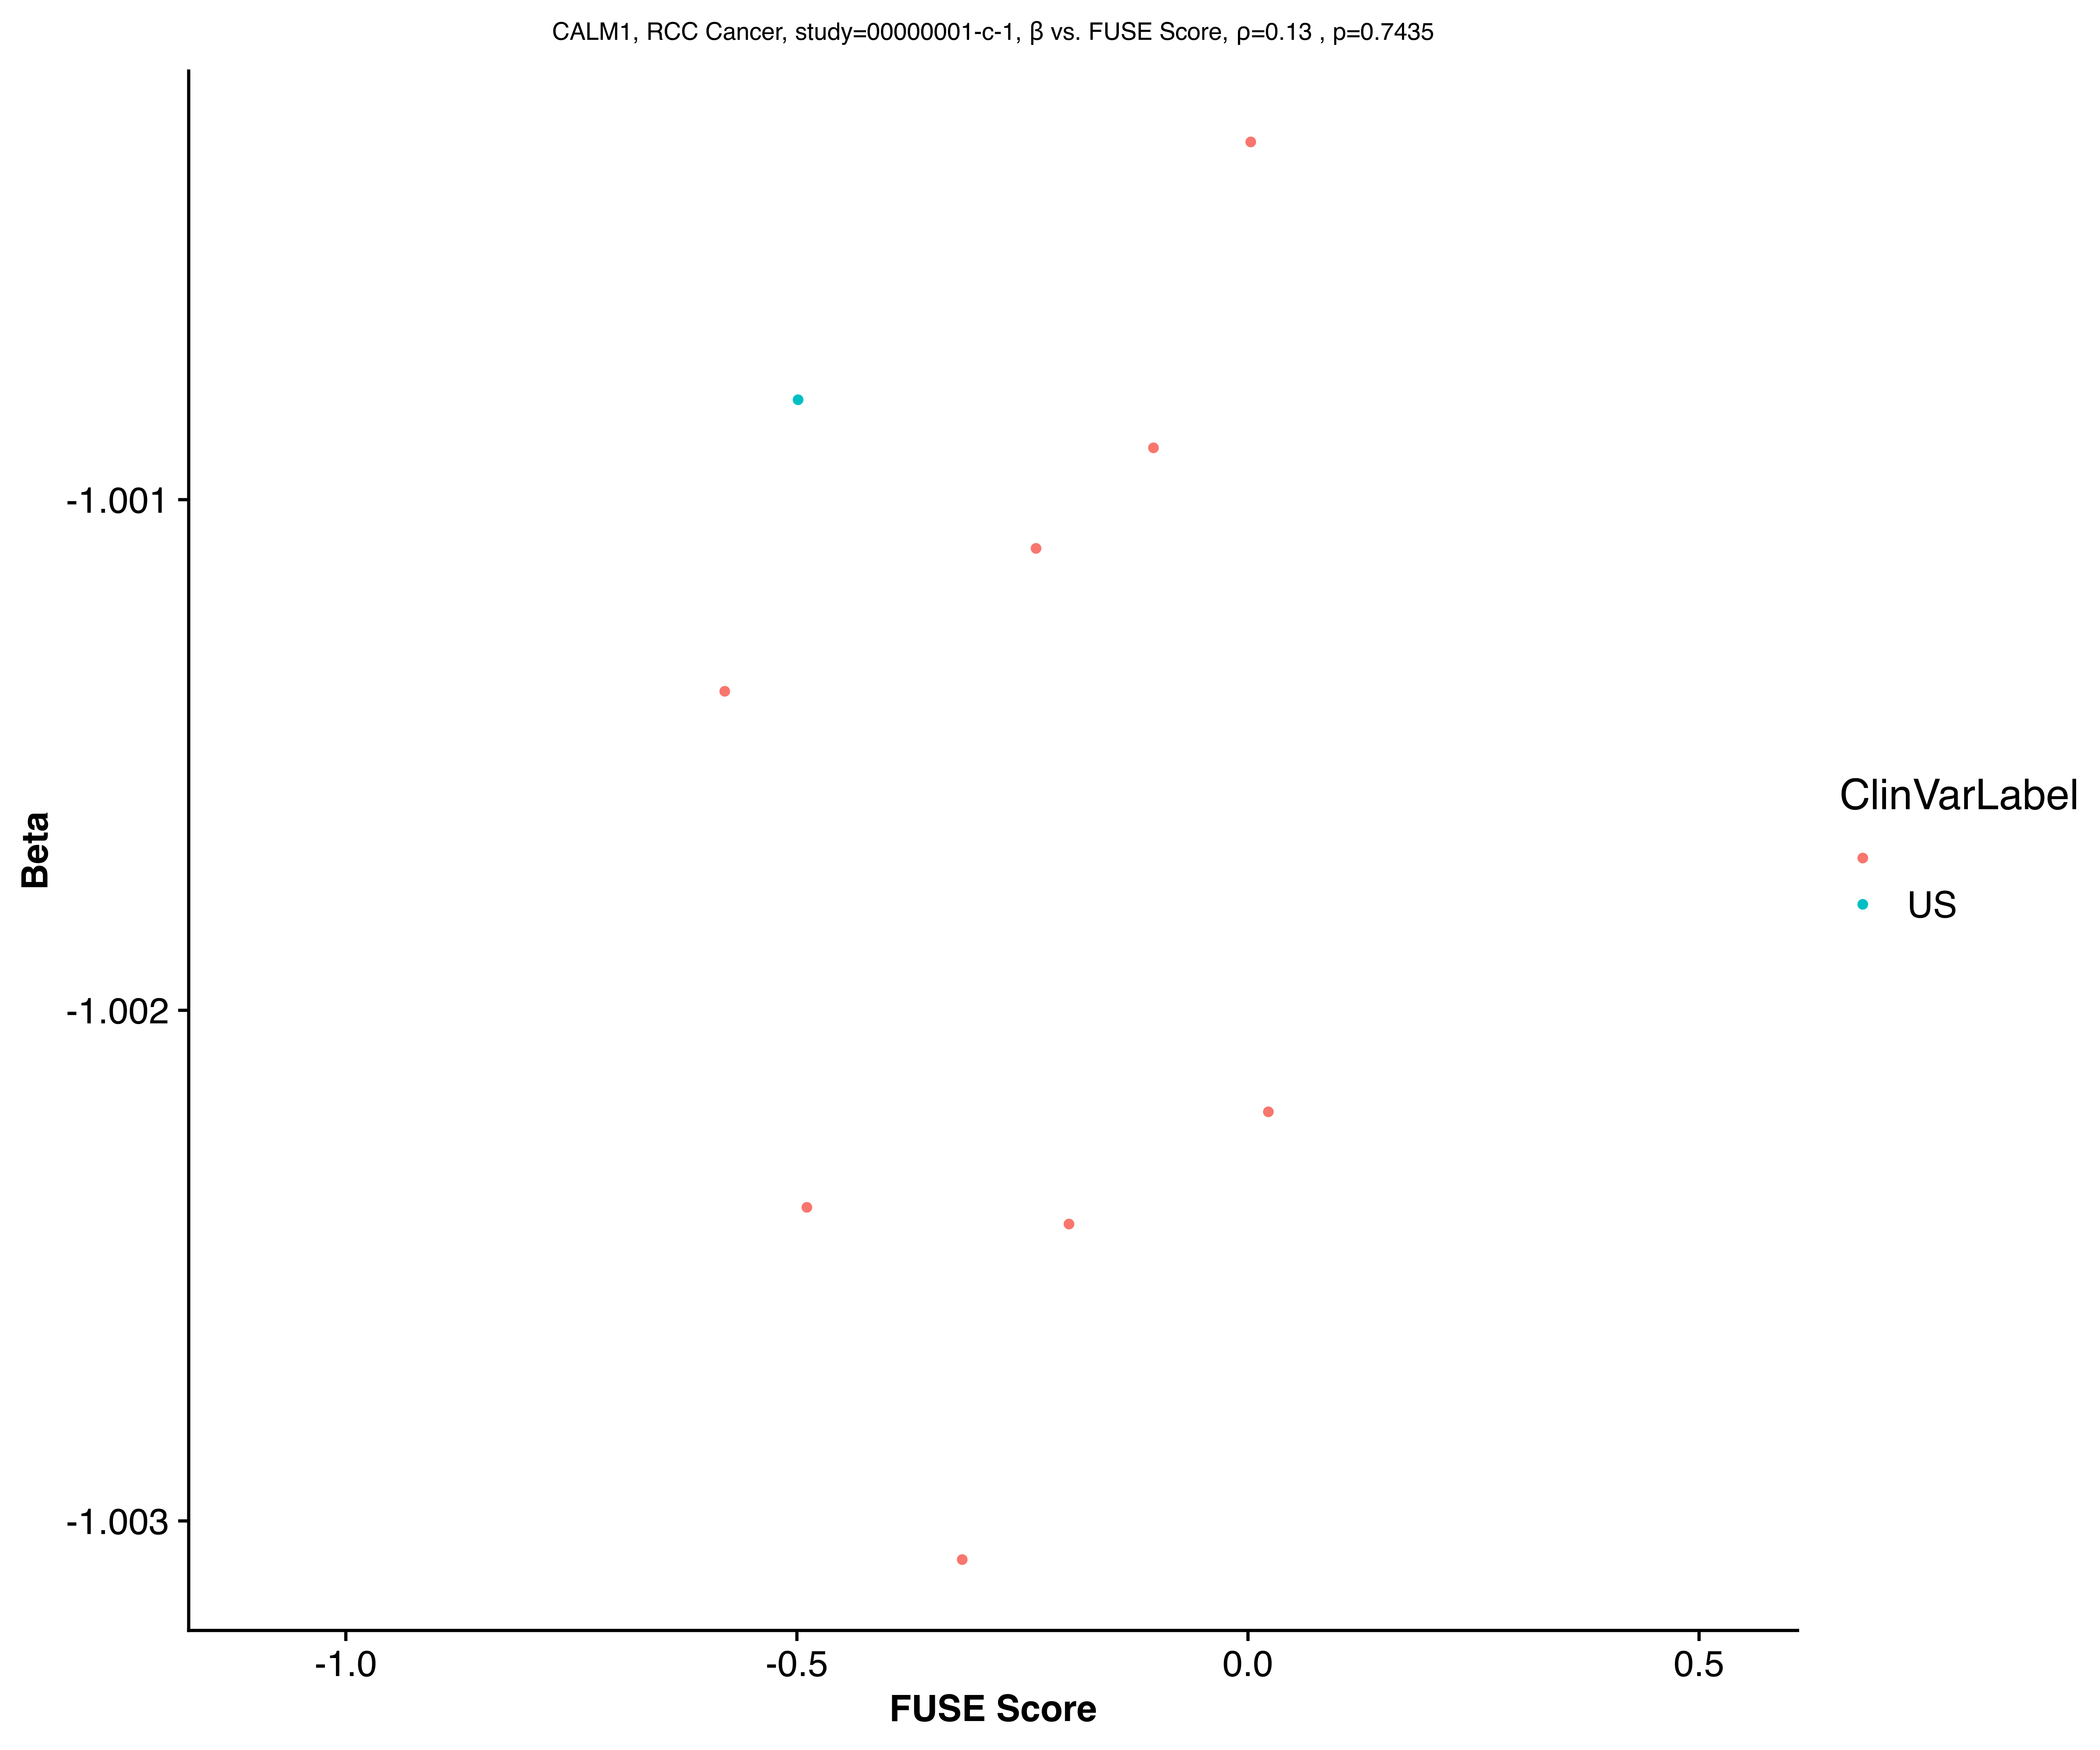 CALM1, RCC Cancer, study=00000001-c-1, β vs. FUSE Score, ρ=0.13 , p=0.7435
Beta
-1.001
-1.002
-1.003
-1.0
-0.5
0.0
0.5
FUSE Score
ClinVarLabel
US